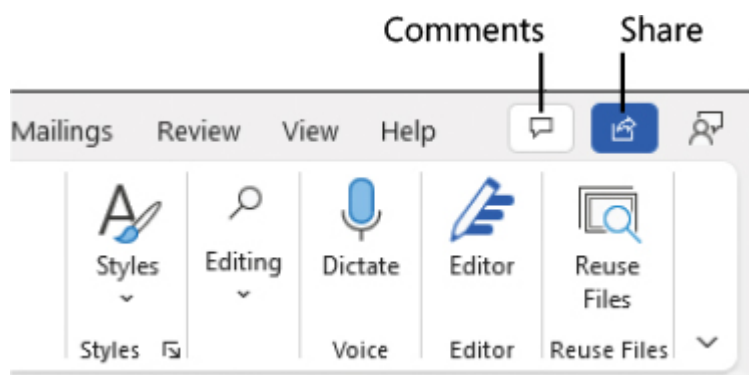 Comments Share
Mailings Review View Help
Styles Editing Dictate Editor Reuse
Files
Styles Voice Editor Reuse Files